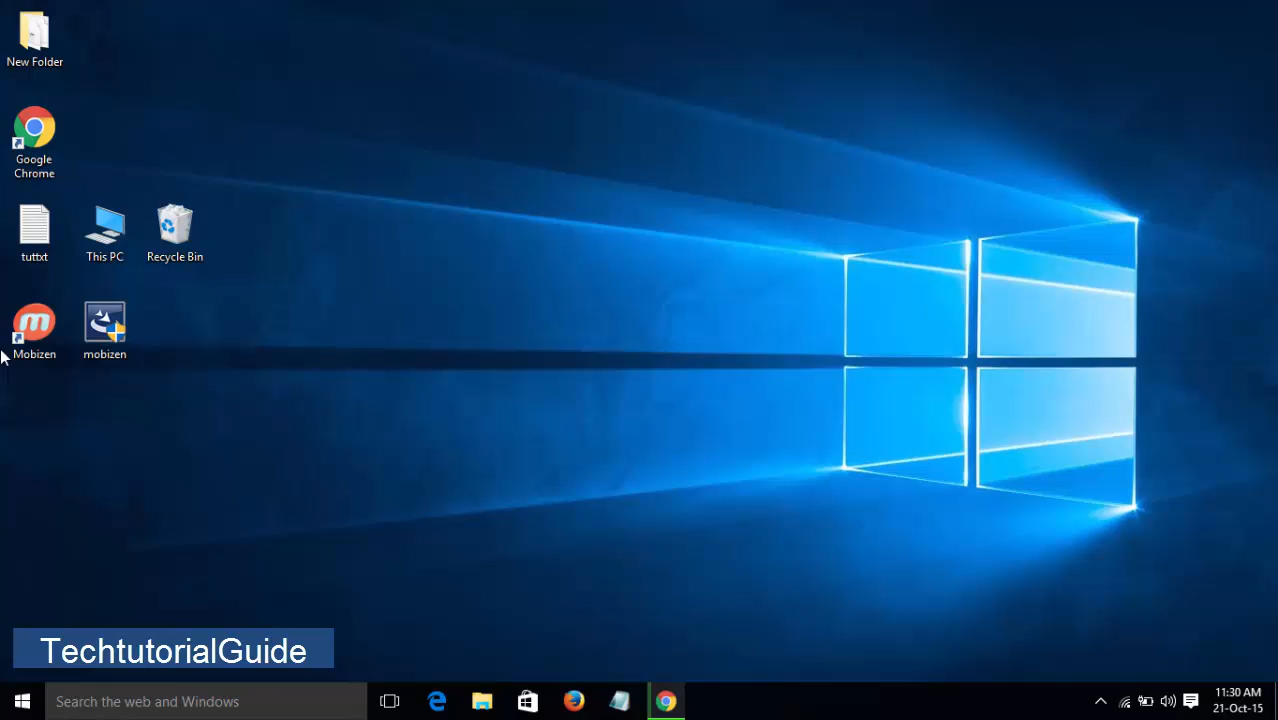 New Folder
Google
Chrome
tuttxt
This PC
Recycle Bin
Mobizen
mobizen
TechtutorialGuide
Search the web and Windows
11:30 AM
21-Oct-15